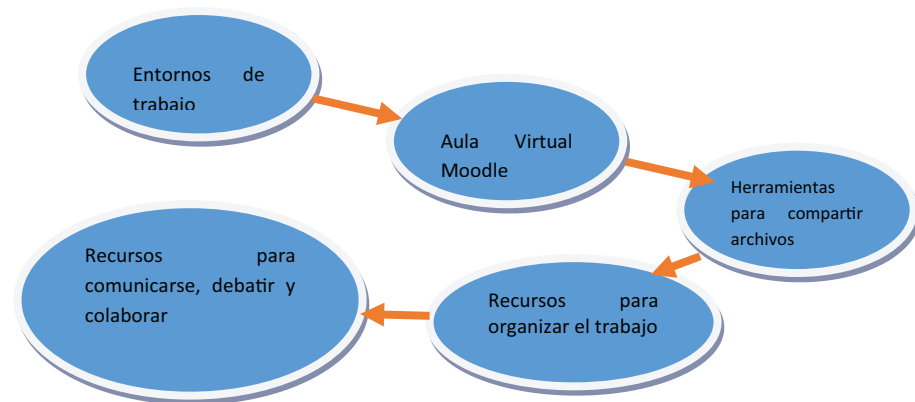 Entornos de
trabajo
Aula Virtual
Moodle
Herramientas
para compartir
archivos
Recursos para
organizar el trabajo
Recursos para
comunicarse, debatir y
colaborar